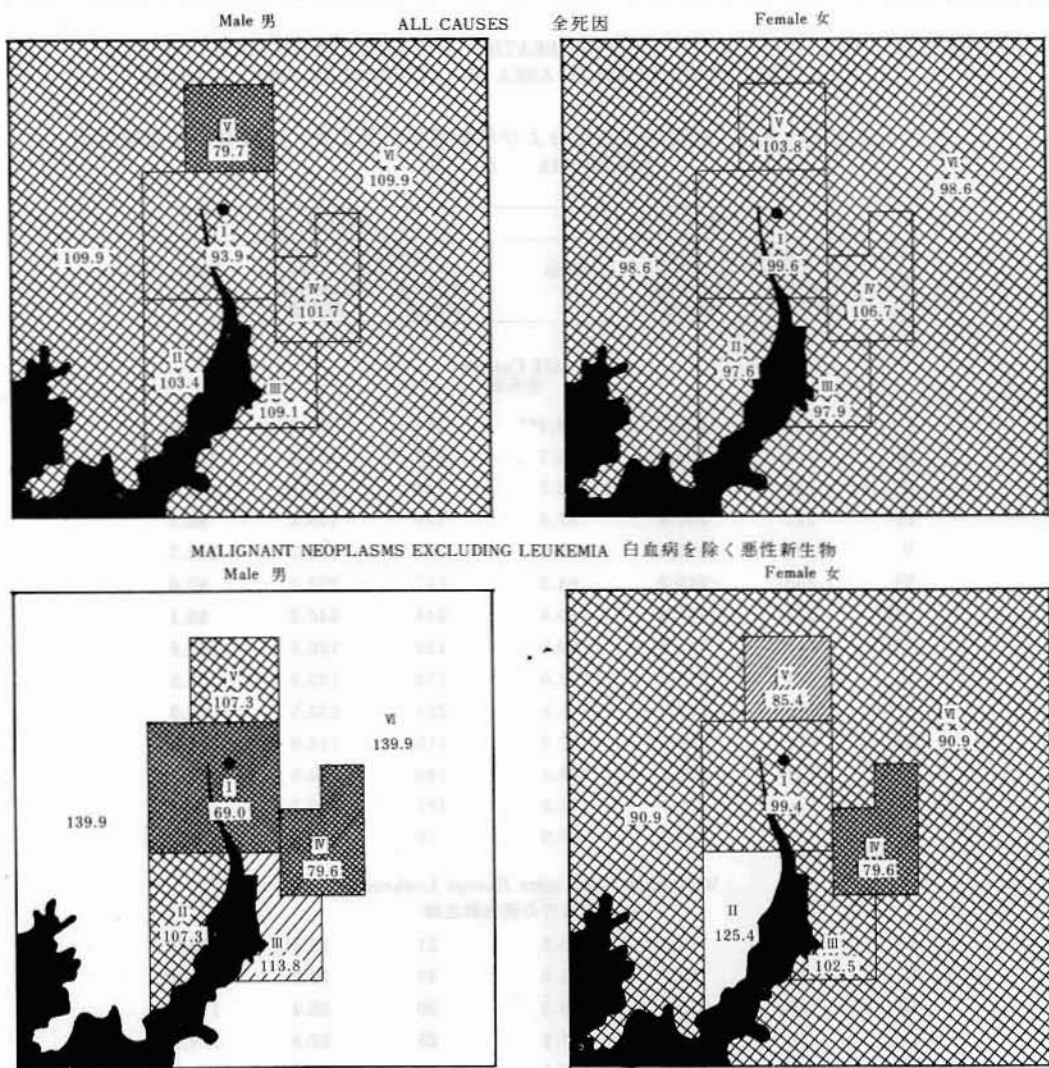 Male 男
ALL CAUSES 全死因
Female 女
V
79.7
VI
109.9
109.9
I
93.9
IV
101.7
II
103.4
III
109.1
V
103.8
VI
98.6
98.6
I
99.6
IV
106.7
II
97.6
III
97.9
MALIGNANT NEOPLASMS EXCLUDING LEUKEMIA 白血病を除く悪性新生物
Male 男
Female 女
V
107.3
VI
139.9
139.9
I
69.0
IV
79.6
II
107.3
III
113.8
V
85.4
VI
90.9
90.9
I
99.4
IV
79.6
II
125.4
III
102.5